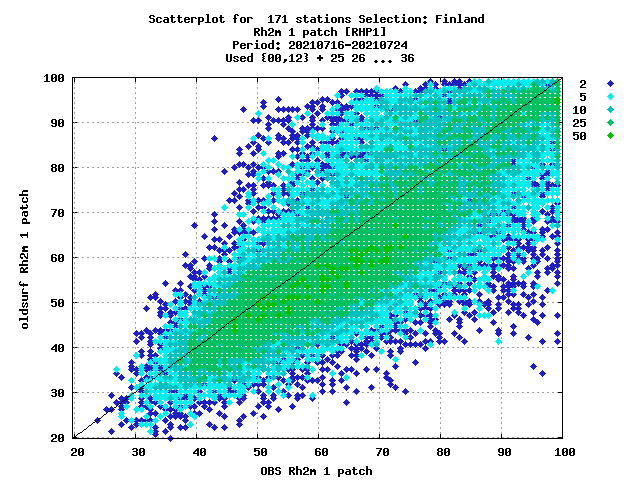 Scatterplot for 171 stations Selection: Finland
Rh2m 1 patch [RHP1]
Period: 20210716-20210724
Used {00,12} + 25 26 ... 36
100
90
80
70
60
50
40
30
20
oldsurf Rh2m 1 patch
20 30 40 50 60 70 80 90 100
OBS Rh2m 1 patch
2
5
10
25
50